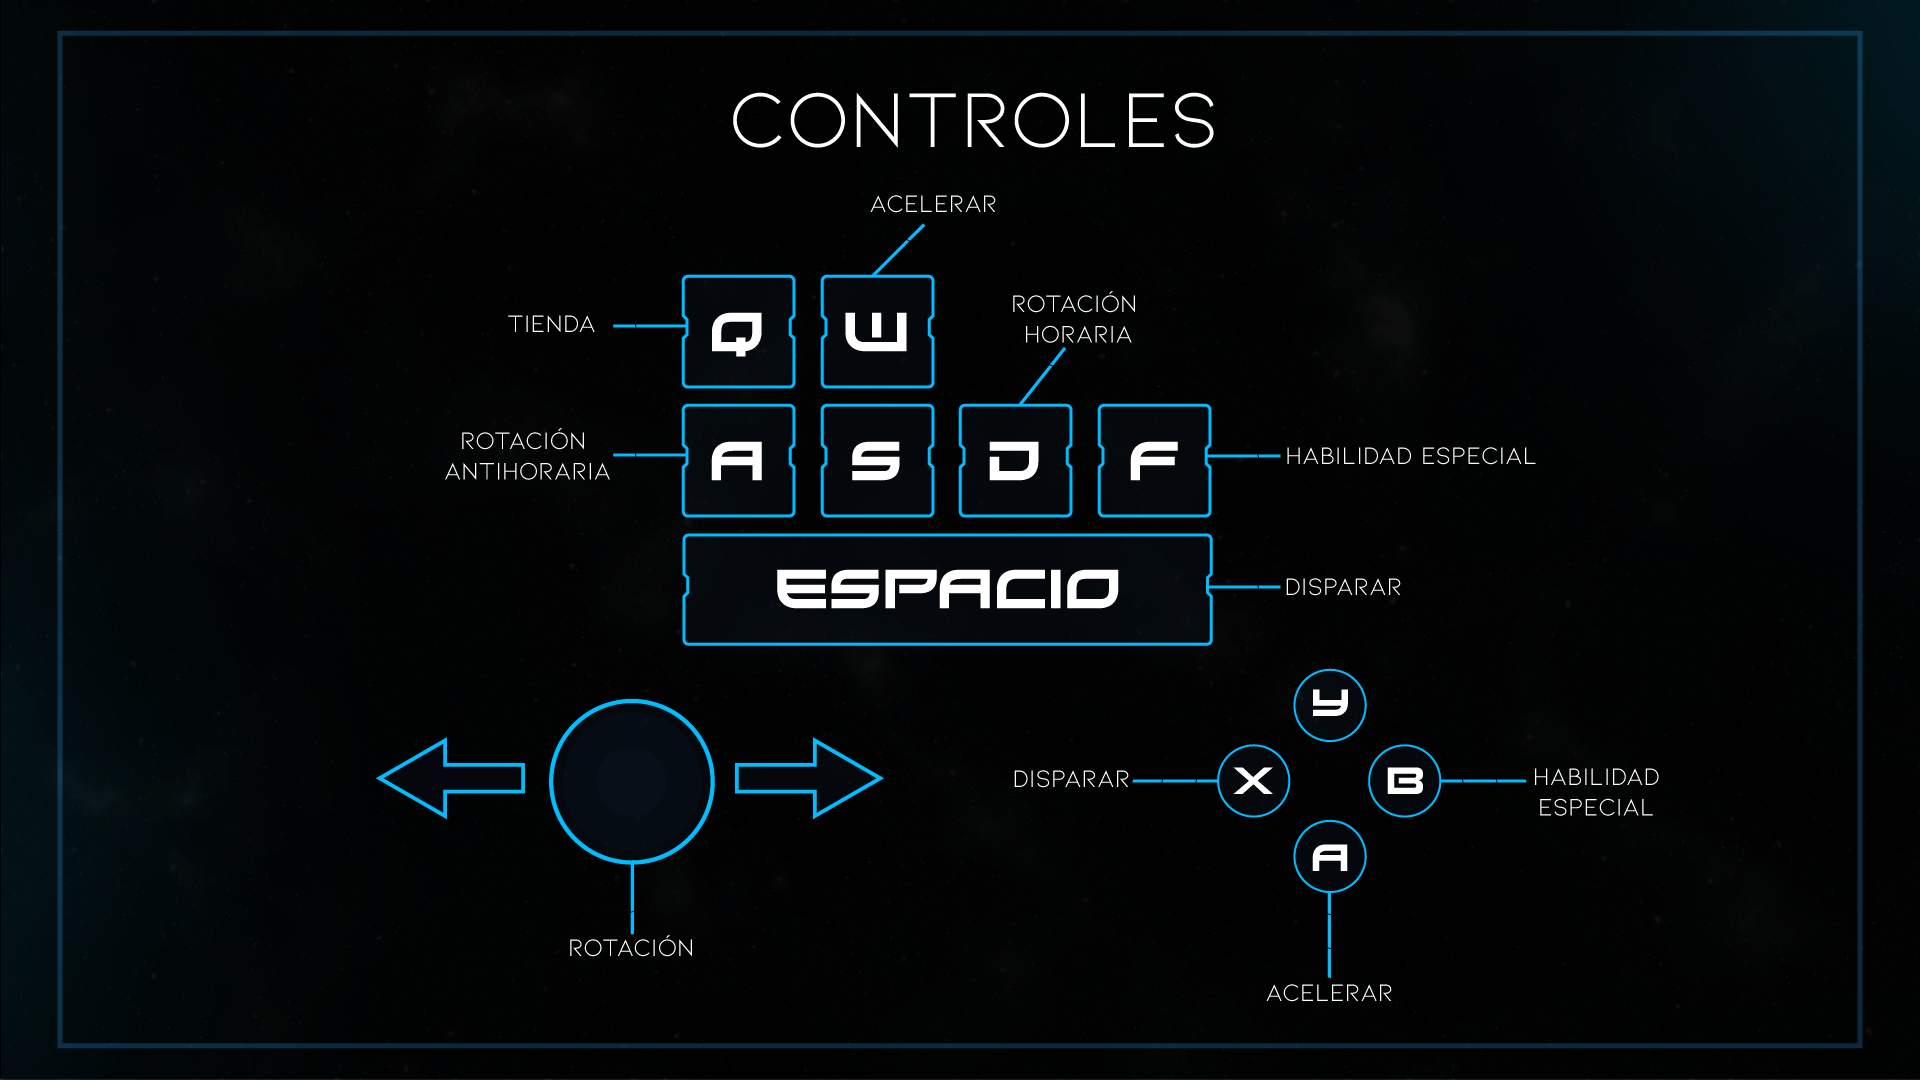 CONTROLES
ACELERAR
TIENDA
Q
W
ROTACIÓN
HORARIA
ROTACIÓN
ANTIHORARIA
A
S
D
F
HABILIDAD ESPECIAL
ESPACIO
DISPARAR
Y
DISPARAR
X
B
HABILIDAD
ESPECIAL
A
ROTACIÓN
ACELERAR